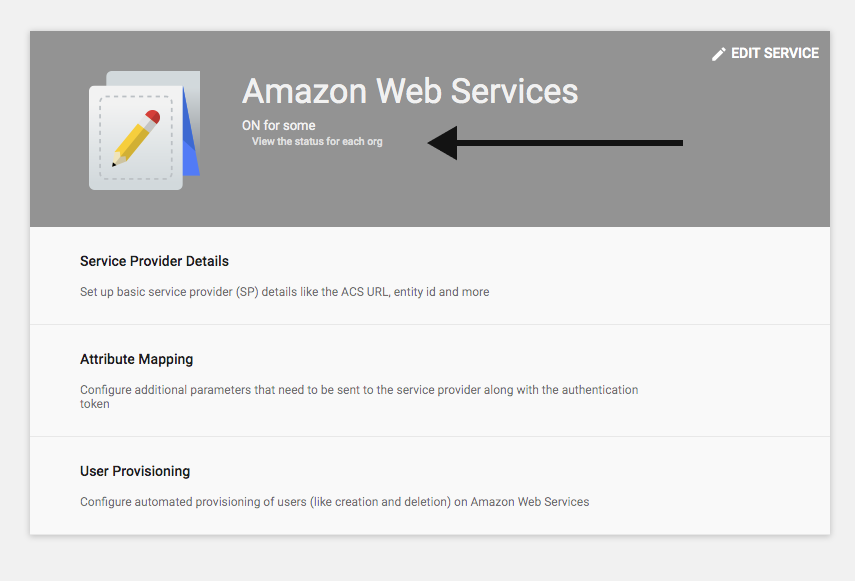 EDIT SERVICE
Amazon Web Services
ON for some
View the status for each org
Service Provider Details
Set up basic service provider (SP) details like the ACS URL, entity id and more
Attribute Mapping
Configure additional parameters that need to be sent to the service provider along with the authentication
token
User Provisioning
Configure automated provisioning of users (like creation and deletion) on Amazon Web Services